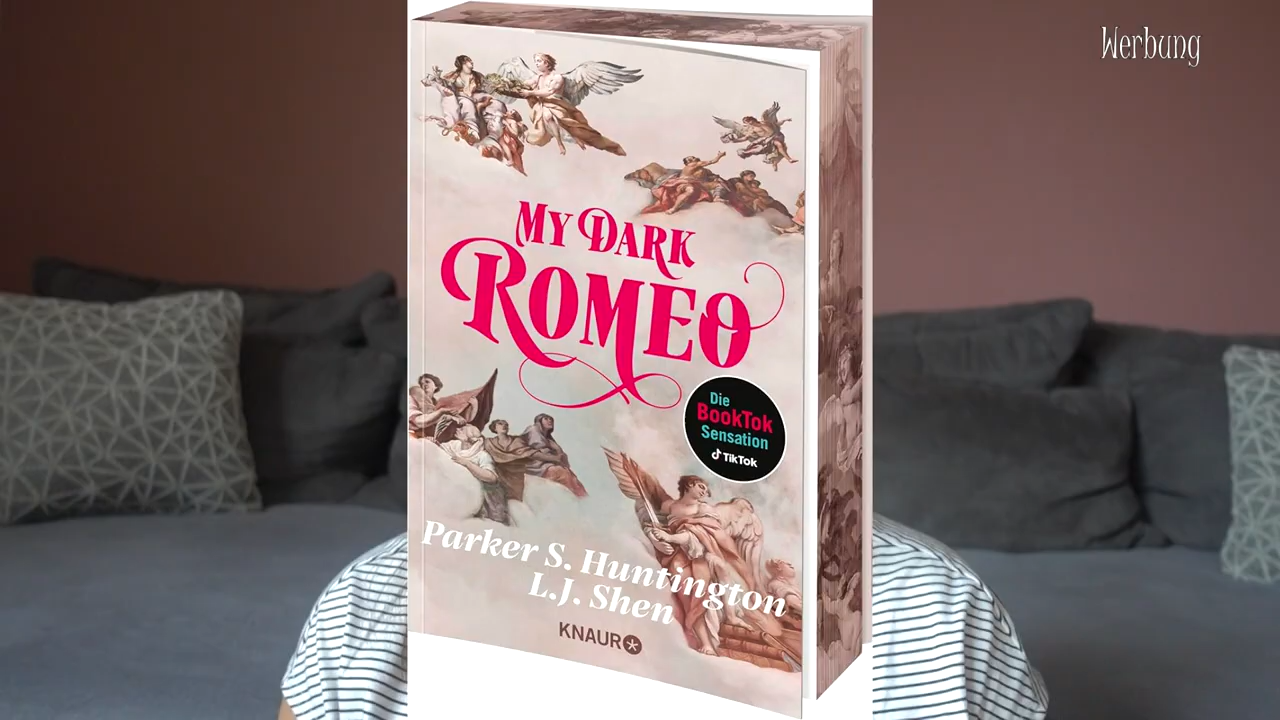 Werbung
MY DARK
ROMEO
Die
BookTok
Sensation
TikTok
Parker S. Huntington
L.J. Shen
KNAUR